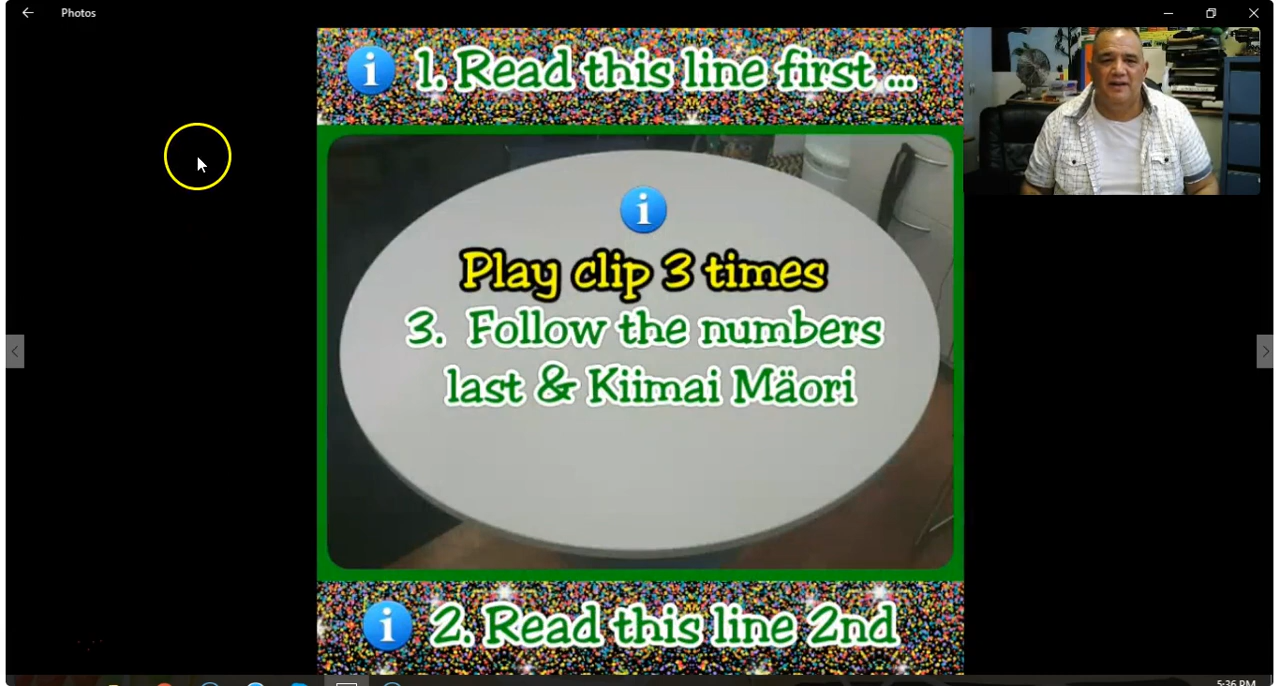 Photos
1. Read this line first ...
Play clip 3 times
3. Follow the numbers
last & Kiimai Mäori
2. Read this line 2nd
5:36 PM